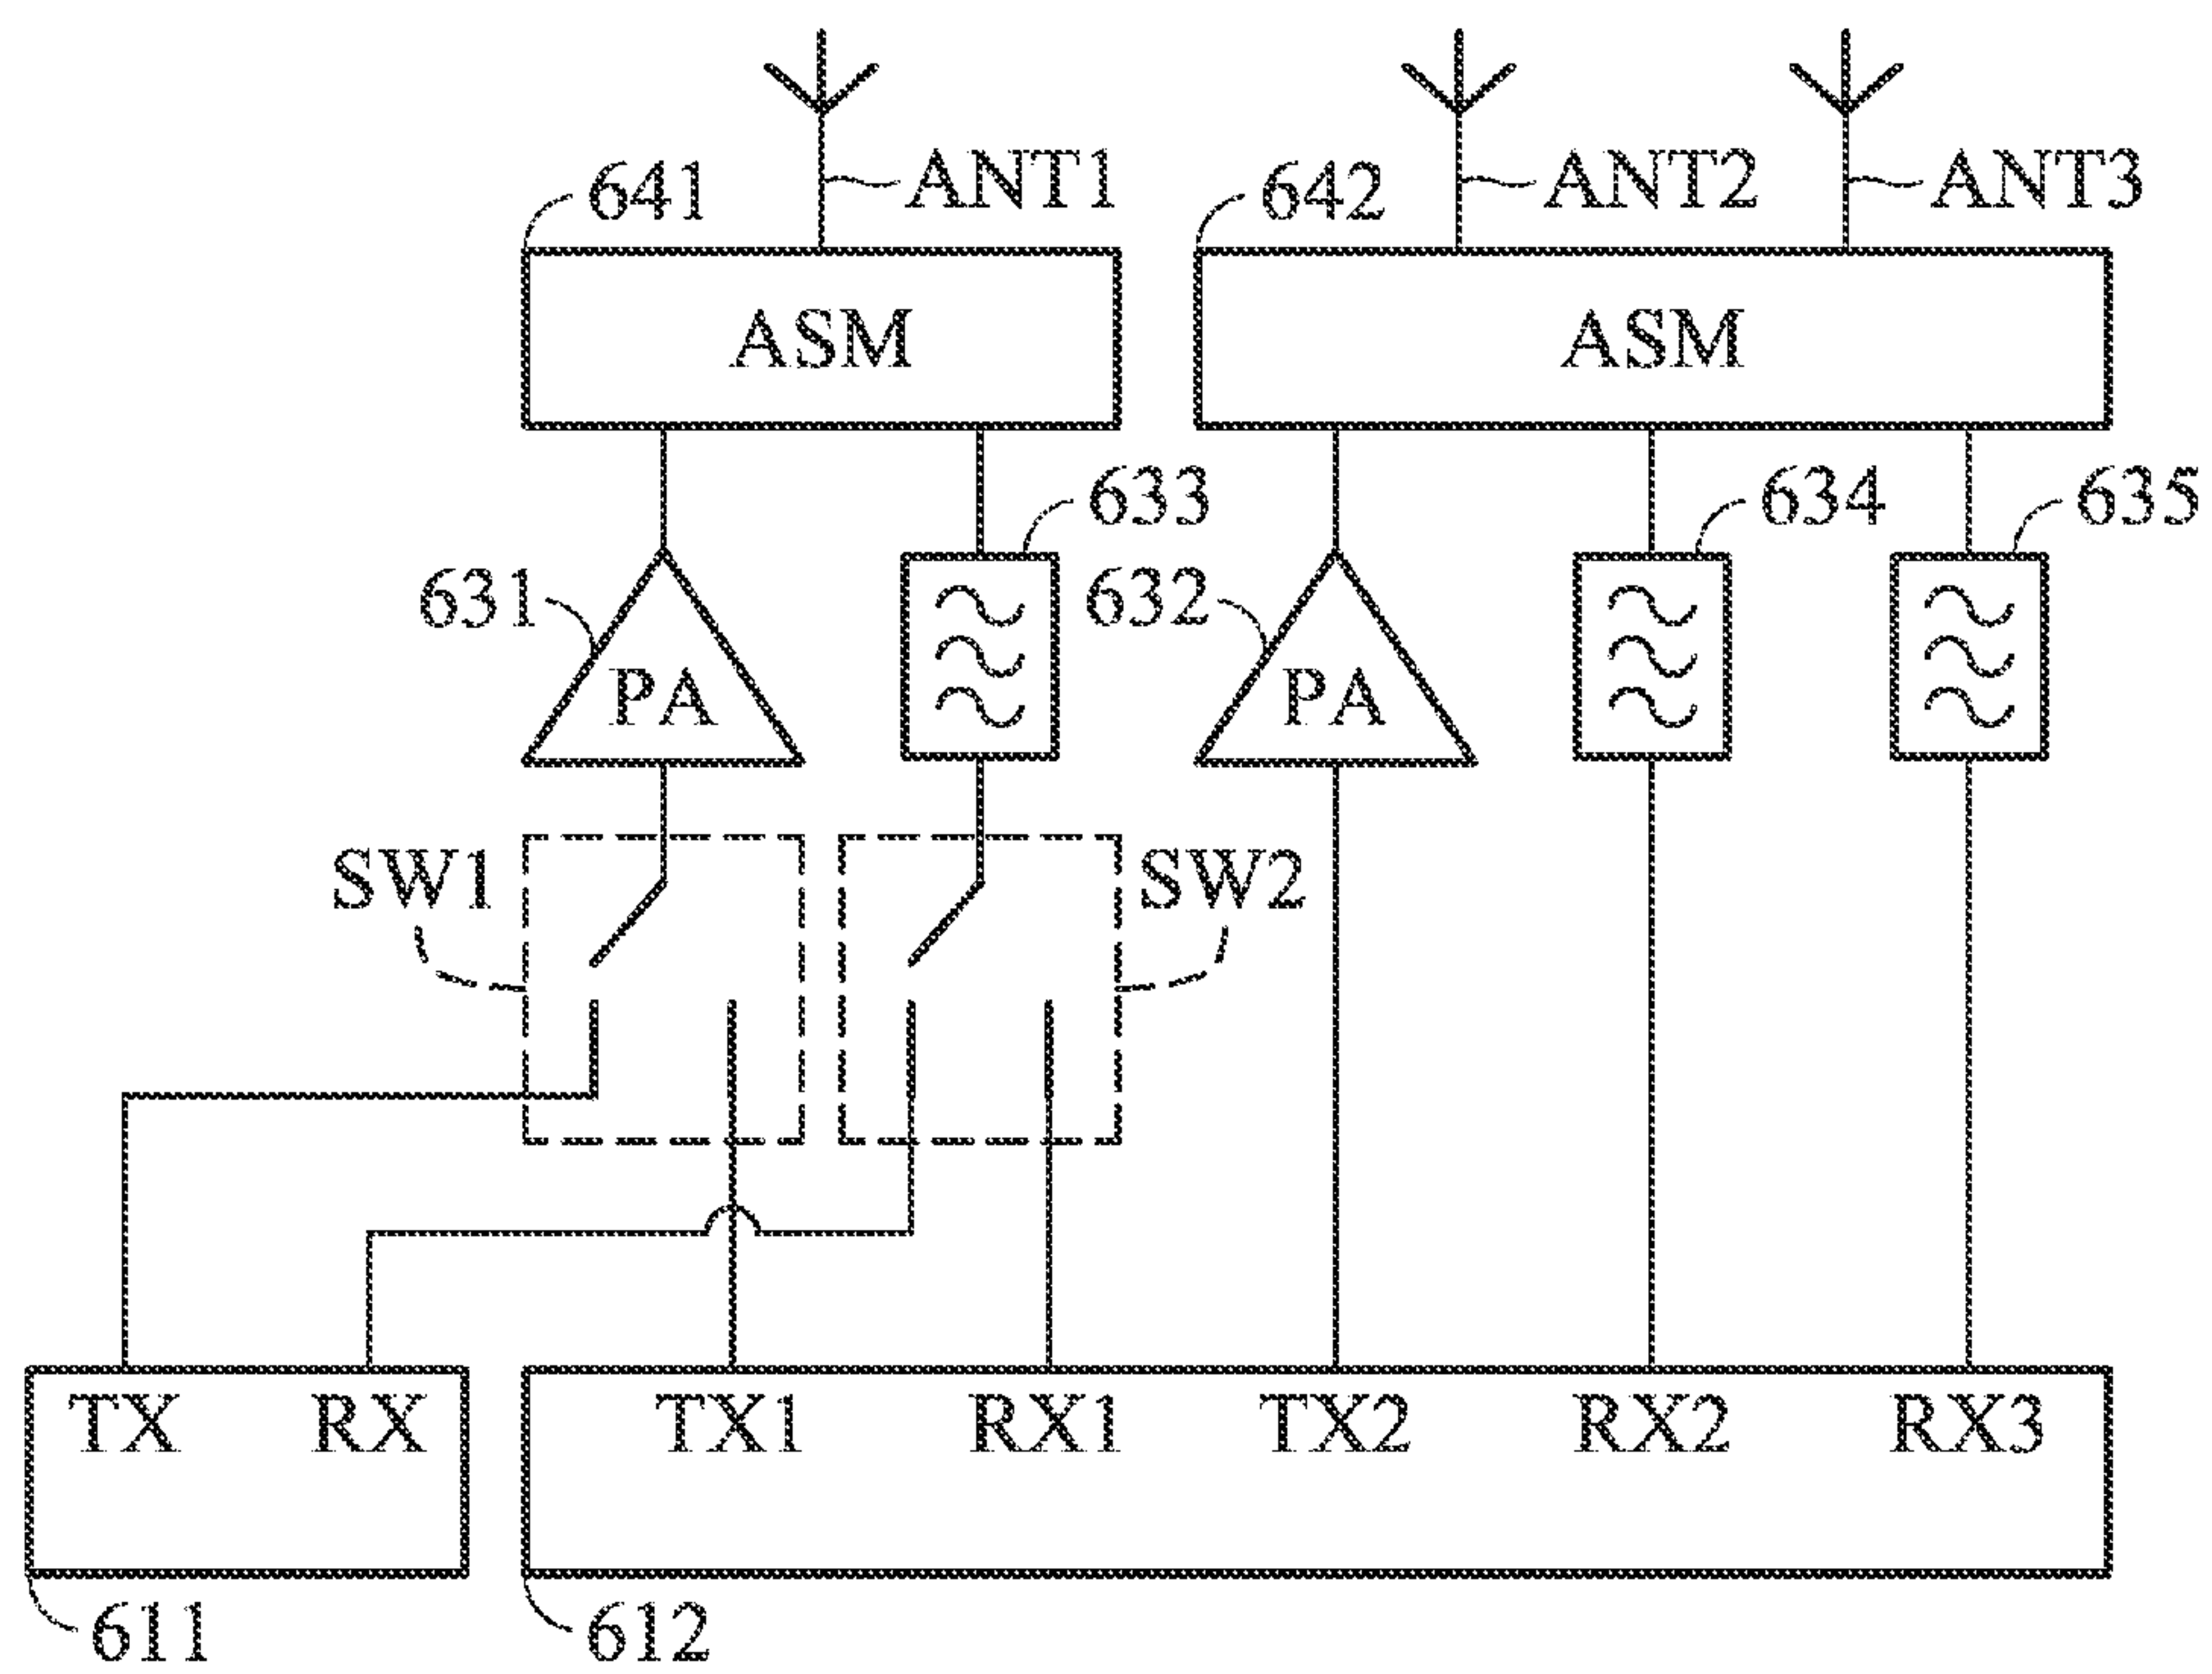 641 ANT1 642 ANT2 ANT3
ASM ASM
633 634 635
631 PA 632 PA
SW1 SW2
TX RX TX1 RX1 TX2 RX2 RX3
611 612